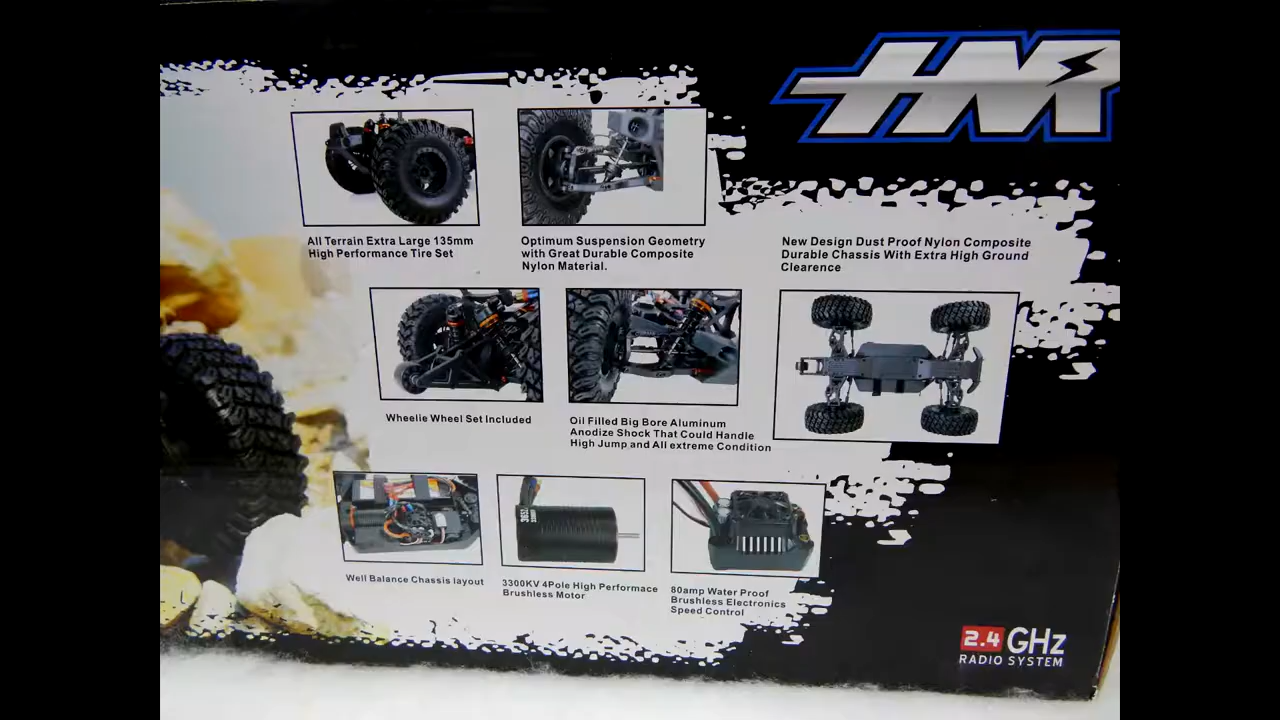 HM
All Terrain Extra Large 135mm
High Performance Tire Set
Optimum Suspension Geometry
with Great Durable Composite
Nylon Material.
New Design Dust Proof Nylon Composite
Durable Chassis With Extra High Ground
Clearence
Wheelie Wheel Set Included
Oil Filled Big Bore Aluminum
Anodize Shock That Could Handle
High Jump and All extreme Condition
Well Balance Chassis layout
3300KV 4Pole High Performace
Brushless Motor
80amp Water Proof
Brushless Electronics
Speed Control
2.4 GHz
RADIO SYSTEM